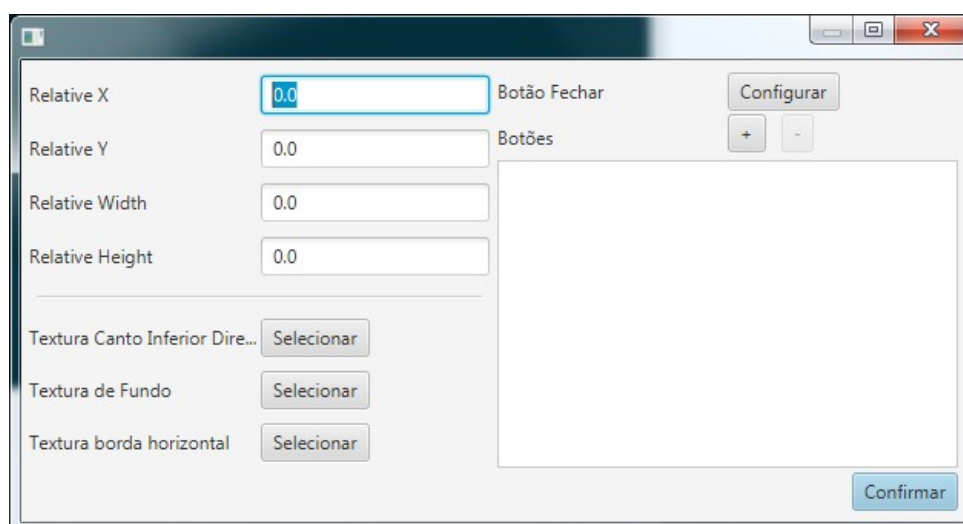 Relative X
0.0
Relative Y
0.0
Relative Width
0.0
Relative Height
0.0
Textura Canto Inferior Dire...
Selecionar
Textura de Fundo
Selecionar
Textura borda horizontal
Selecionar
Botão Fechar
Configurar
Botões
+
-
Confirmar